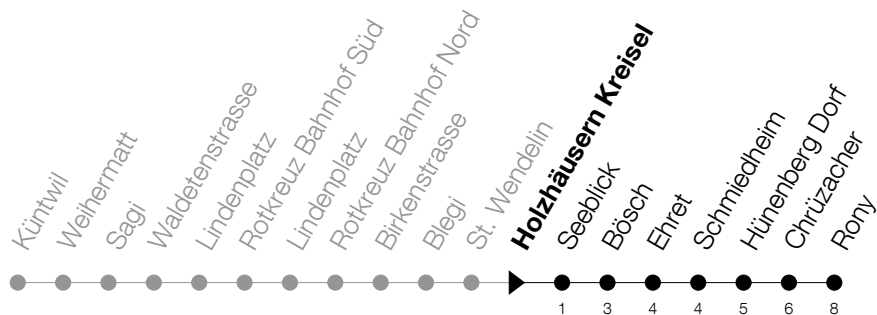 Küntwil
Weihermatt
Sagi
Waldetenstrasse
Lindenplatz
Rotkreuz Bahnhof Süd
Lindenplatz
Rotkreuz Bahnhof Nord
Birkenstrasse
Blegi
St. Wendelin
Holzhäusern Kreisel
Seeblick
Bösch
Ehret
Schmiedheim
Hünenberg Dorf
Chrüzacher
Rony
1 3 4 4 5 6 8